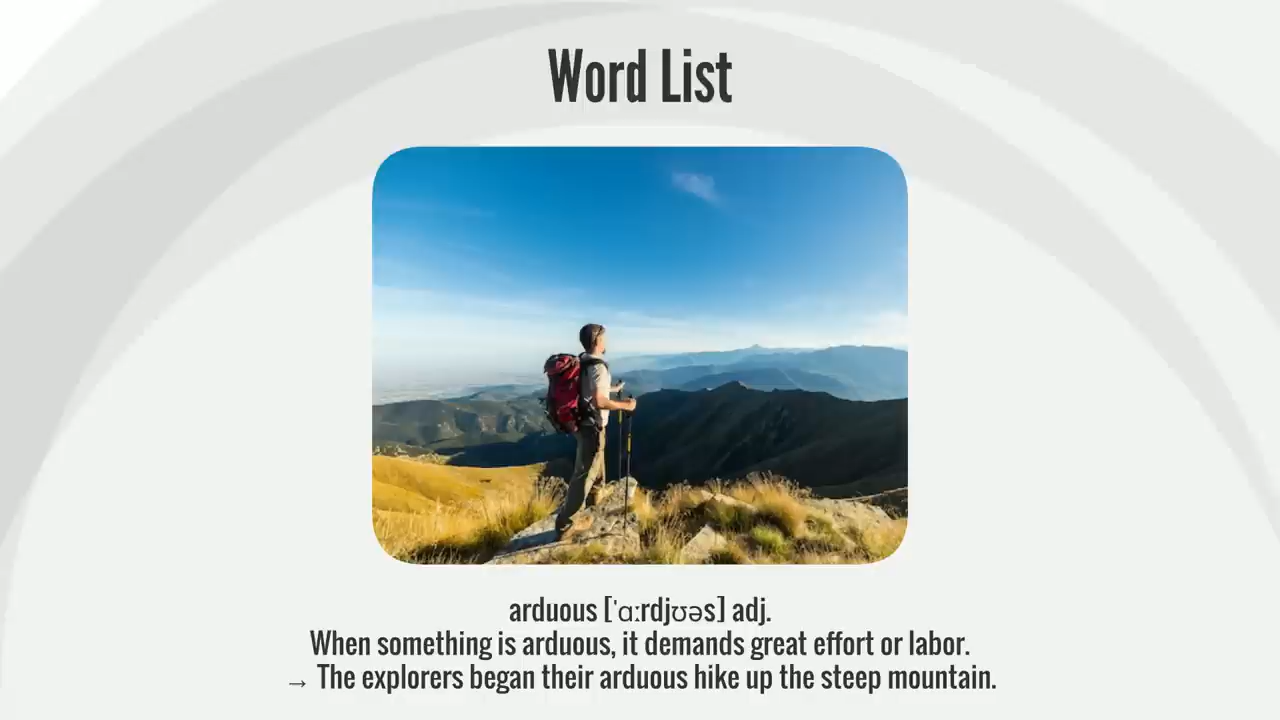 Word List
arduous [ˈɑːrdjʊəs] adj.
When something is arduous, it demands great effort or labor.
→ The explorers began their arduous hike up the steep mountain.